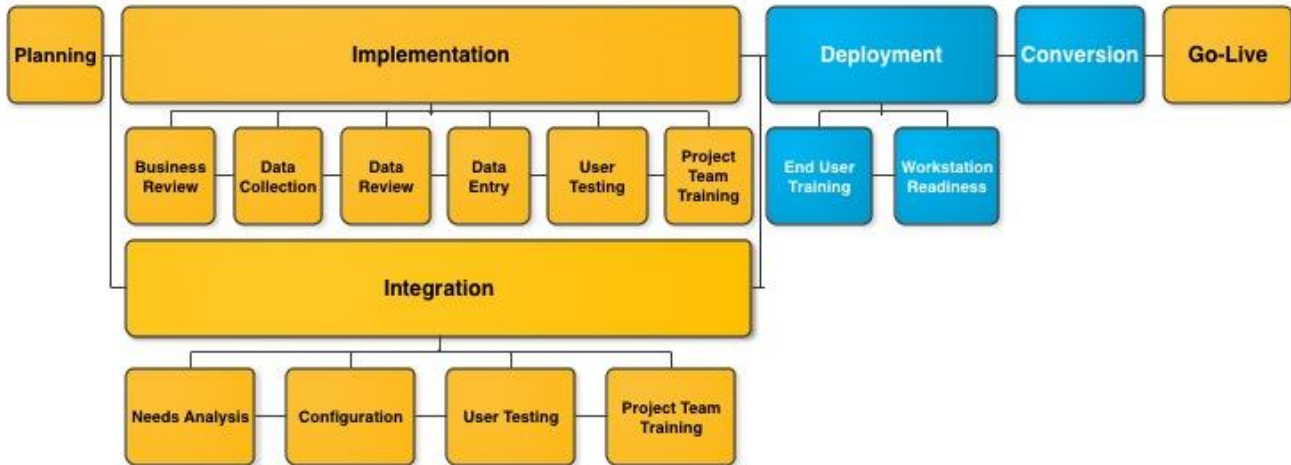 Planning
Implementation
Deployment
Conversion
Go-Live
Business
Review
Data
Collection
Data
Review
Data
Entry
User
Testing
Project
Team
Training
End User
Training
Workstation
Readiness
Integration
Needs Analysis
Configuration
User Testing
Project Team
Training